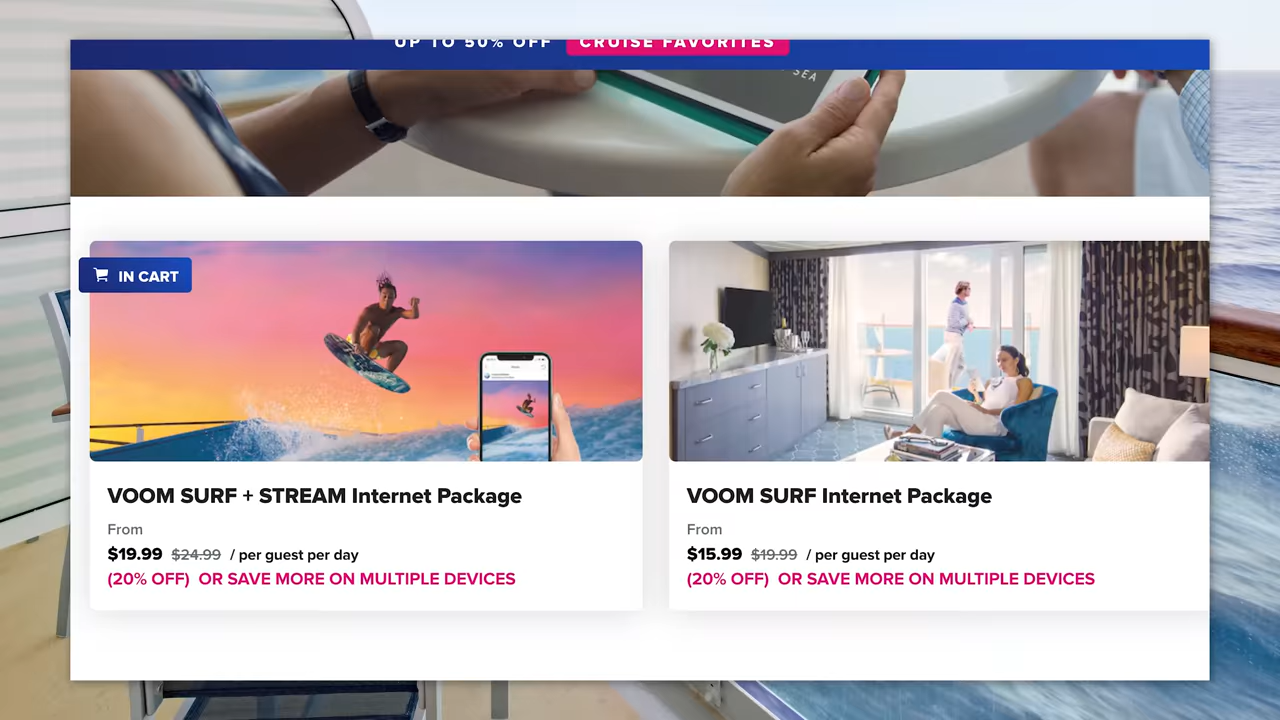 UP TO 50% OFF CRUISE FAVORITES
SEA
IN CART
VOOM SURF + STREAM Internet Package
From
$19.99 $24.99 / per guest per day
(20% OFF) OR SAVE MORE ON MULTIPLE DEVICES
VOOM SURF Internet Package
From
$15.99 $19.99 / per guest per day
(20% OFF) OR SAVE MORE ON MULTIPLE DEVICES